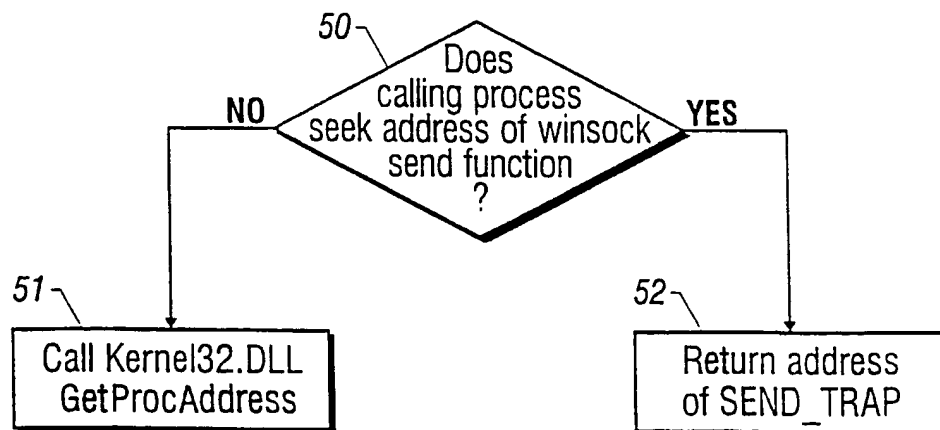 50
Does
calling process
seek address of winsock
send function
?
NO
YES
51
Call Kernel32.DLL
GetProcAddress
52
Return address
of SEND_TRAP